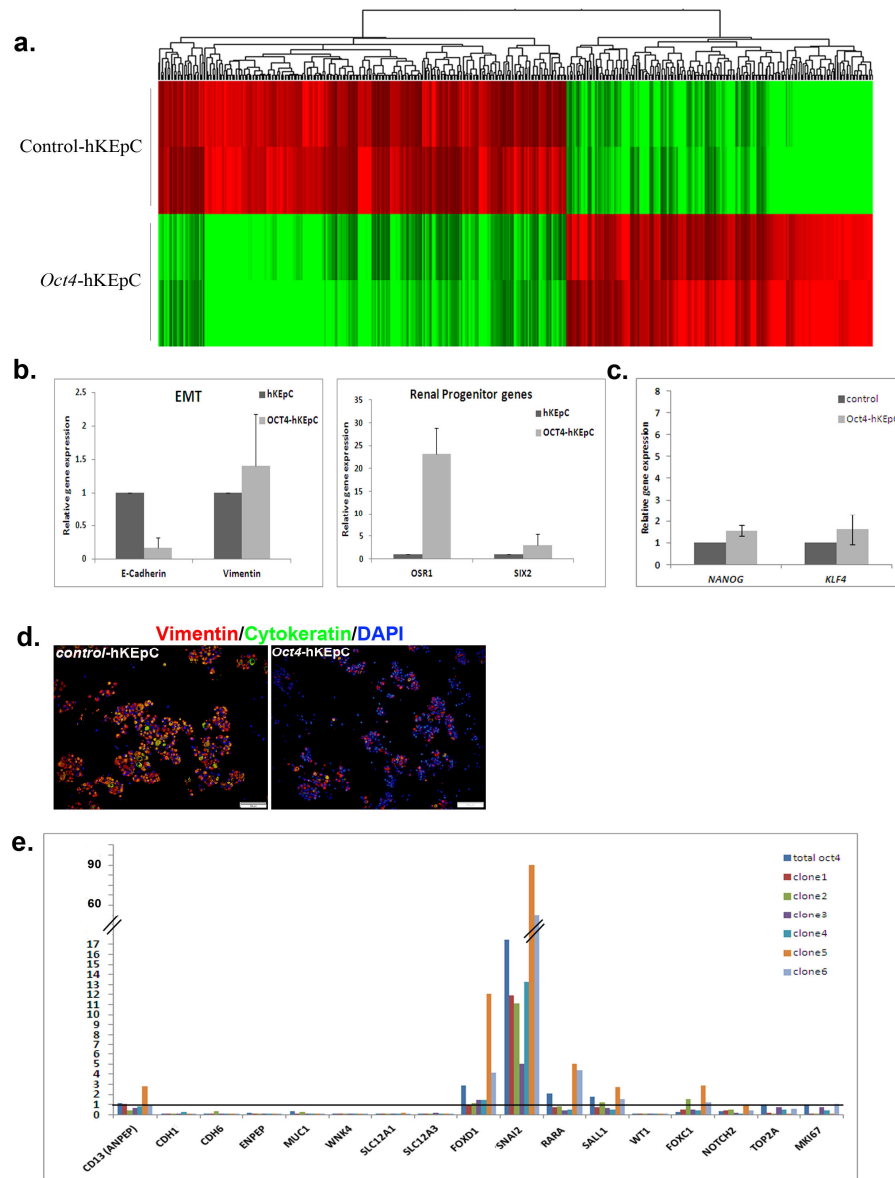 a.
Control-hKEpC
Oct4-hKEpC
b.
EMT
hKEpC
OCT4-hKEpC
Relative gene expression
2.5
2
1.5
1
0.5
0
E-Cadherin
Vimentin
Renal Progenitor genes
hKEpC
OCT4-hKEpC
Relative gene expression
35
30
25
20
15
10
5
0
OSR1
SIX2
c.
control
Oct4-hKEpC
Relative gene expression
8
7
6
5
4
3
2
1
0
NANOG
KLF4
d.
Vimentin/Cytokeratin/DAPI
control-hKEpC
Oct4-hKEpC
e.
90
60
17
16
15
14
13
12
11
10
9
8
7
6
5
4
3
2
1
0
total oct4
clone1
clone2
clone3
clone4
clone5
clone6
CD13 (ANPEP)
CDH1
CDH6
ENPEP
MUC1
WNK4
SLC12A1
SLC12A3
FOXD1
SNAI2
RARA
SALL1
WT1
FOXC1
NOTCH2
TOP2A
MKI67